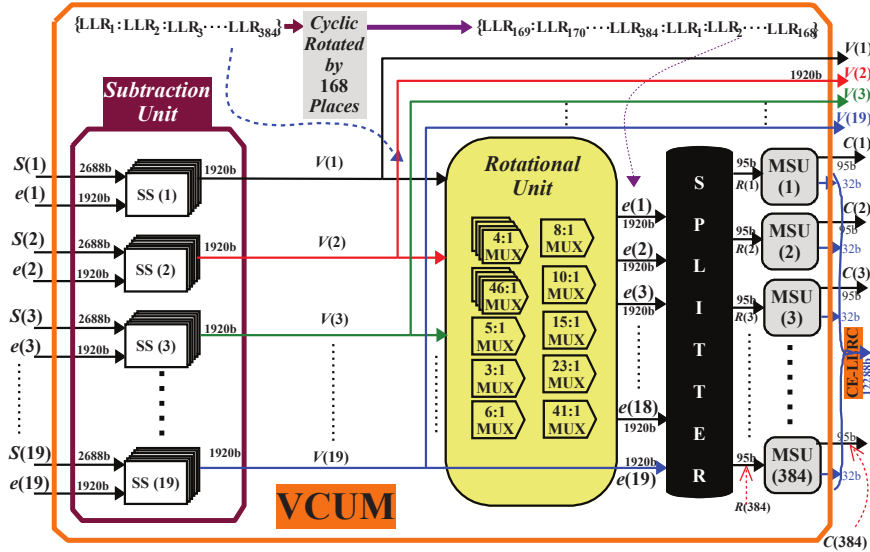 {LLR1:LLR2:LLR3.... LLR384}
Cyclic
Rotated
by
168
Places
{LLR169:LLR170.... LLR384:LLR1:LLR2.... LLR168}
V(1)
1920b
V(2)
V(3)
V(19)
Subtraction
Unit
S(1)
2688b
e(1)
1920b
SS (1)
1920b
V(1)
S(2)
2688b
e(2)
1920b
SS (2)
1920b
V(2)
S(3)
2688b
e(3)
1920b
SS (3)
1920b
V(3)
S(19)
2688b
e(19)
1920b
SS (19)
1920b
V(19)
VCUM
Rotational
Unit
4:1
MUX
8:1
MUX
46:1
MUX
10:1
MUX
5:1
MUX
15:1
MUX
3:1
MUX
23:1
MUX
6:1
MUX
41:1
MUX
e(1)
1920b
e(2)
1920b
e(3)
1920b
e(18)
1920b
1920b
e(19)
S
P
L
I
T
T
E
R
95b
R(1)
MSU
(1)
C(1)
95b
32b
95b
R(2)
MSU
(2)
C(2)
95b
32b
95b
R(3)
MSU
(3)
C(3)
95b
32b
CE-LLRC
12288b
95b
R(384)
MSU
(384)
95b
32b
C(384)